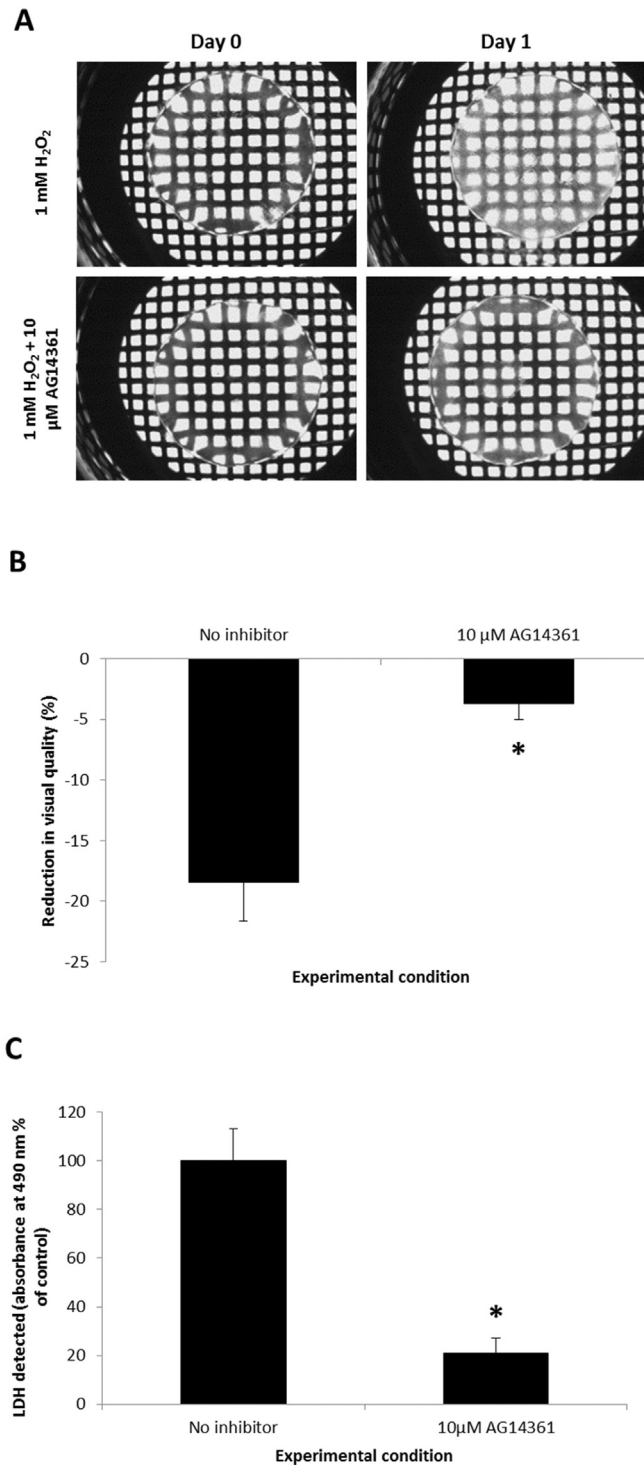 A
Day 0
Day 1
1 mM H₂O₂
1 mM H₂O₂ + 10
µM AG14361
B
No inhibitor
10 µM AG14361
0
-5
-10
-15
-20
-25
*
Reduction in visual quality (%)
Experimental condition
C
120
100
80
60
40
20
0
*
LDH detected (absorbance at 490 nm %
of control)
No inhibitor
10µM AG14361
Experimental condition